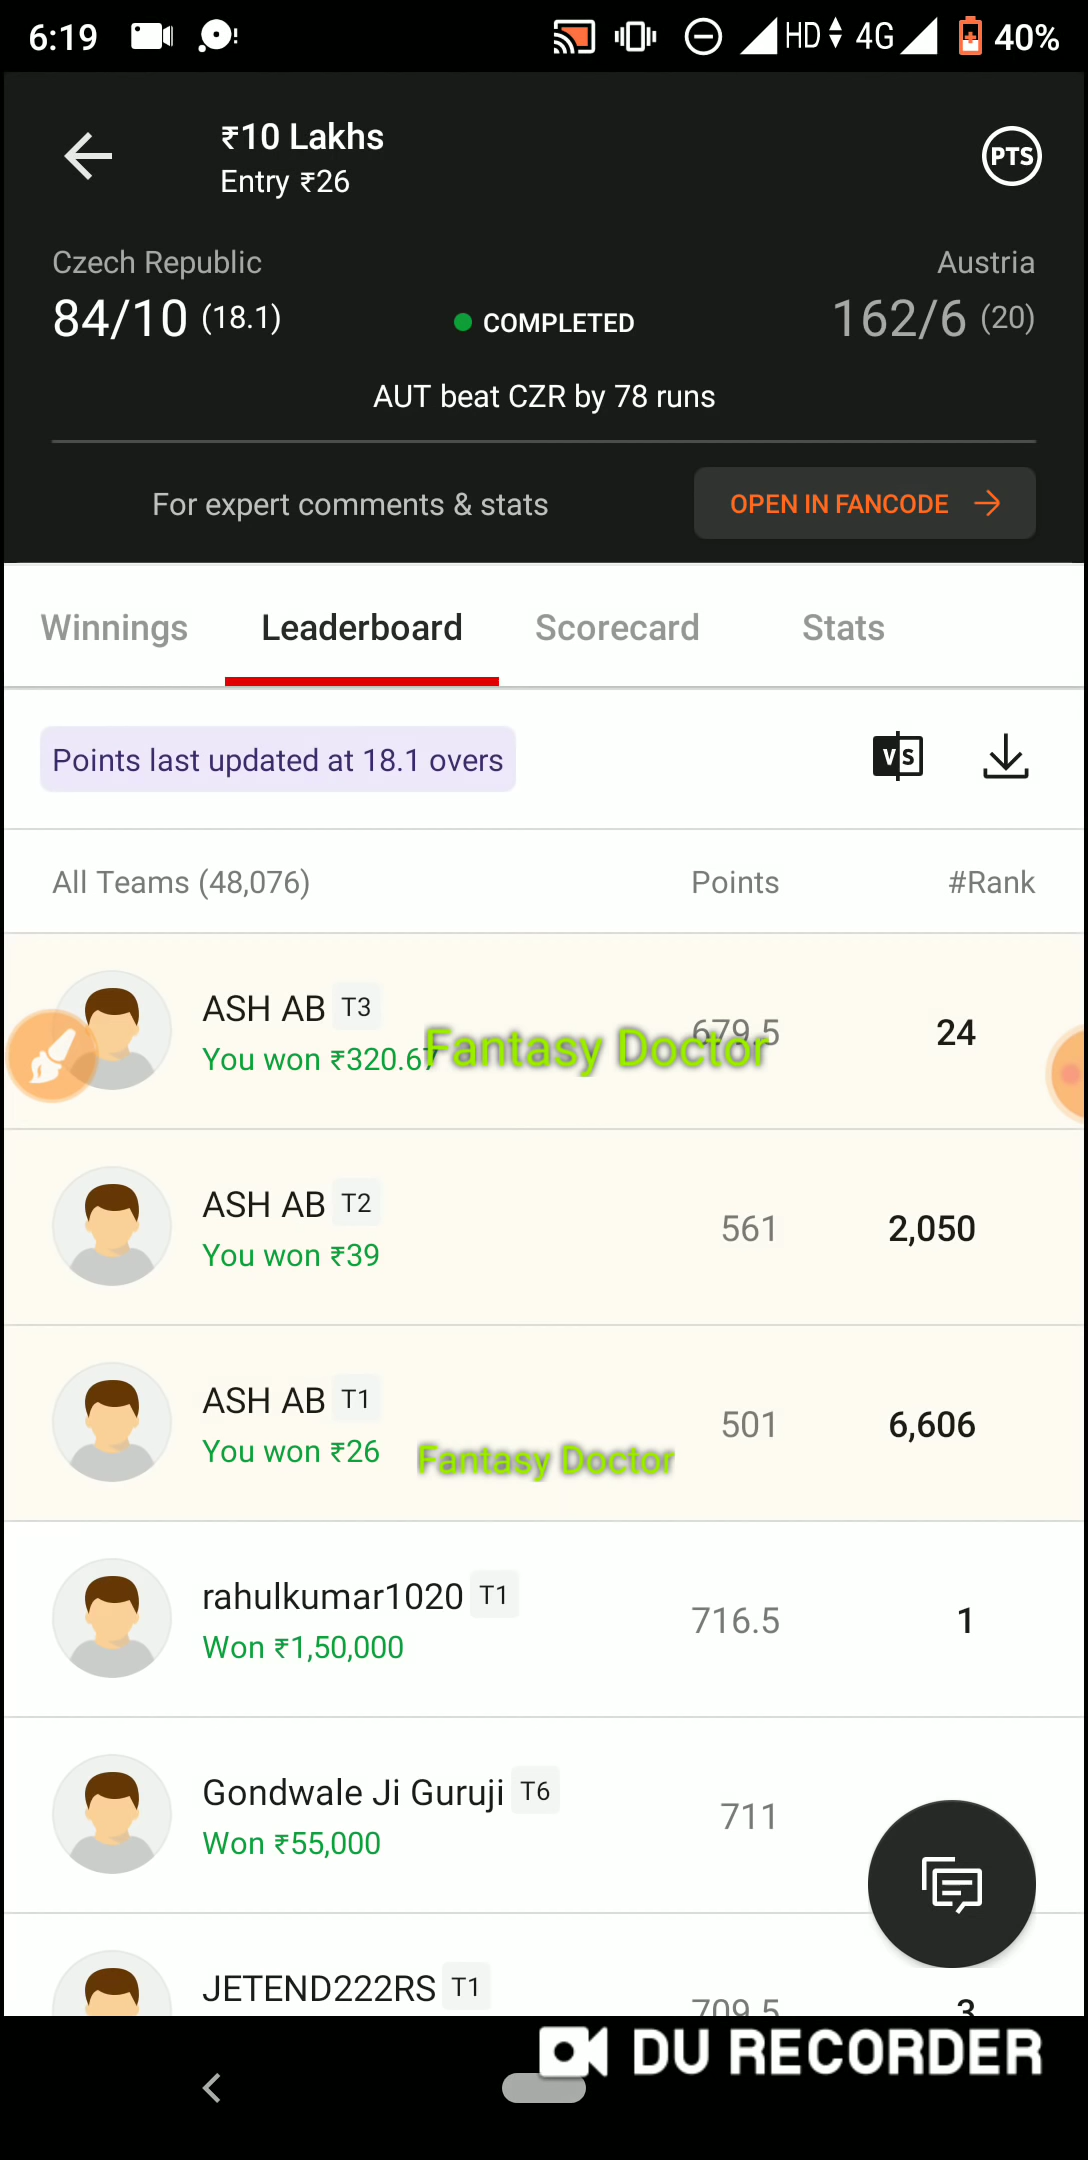 6:19
HD 4G 40%
₹10 Lakhs
Entry ₹26
PTS
Czech Republic
Austria
84/10 (18.1)
COMPLETED
162/6 (20)
AUT beat CZR by 78 runs
For expert comments & stats
OPEN IN FANCODE
Winnings Leaderboard Scorecard Stats
Points last updated at 18.1 overs
VS
All Teams (48,076) Points #Rank
ASH AB T3
679.5 24
You won ₹320.67
Fantasy Doctor
ASH AB T2
561 2,050
You won ₹39
ASH AB T1
501 6,606
You won ₹26
Fantasy Doctor
rahulkumar1020 T1
716.5 1
Won ₹1,50,000
Gondwale Ji Guruji T6
711
Won ₹55,000
JETEND222RS T1
709.5 3
DU RECORDER